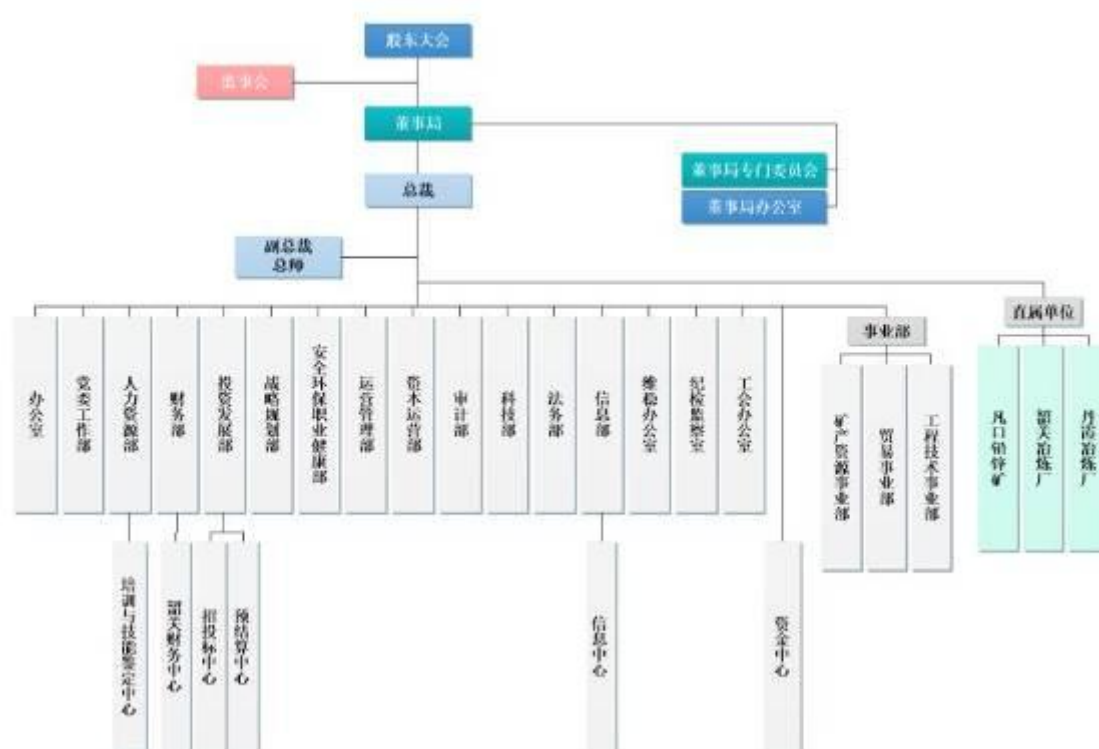 股东大会
监事会
董事局
董事局专门委员会
总裁
董事局办公室
副总裁
总师
直属单位
事业部
办公室
党委工作部
人力资源部
财务部
投资发展部
战略规划部
安全环保职业健康部
运营管理部
资本运营部
审计部
科技部
法务部
信息部
维稳办公室
纪检监察室
工会办公室
矿产资源事业部
贸易事业部
工程技术事业部
凡口铅锌矿
韶关冶炼厂
丹霞冶炼厂
培训与技能鉴定中心
韶关财务中心
招投标中心
预结算中心
信息中心
资金中心